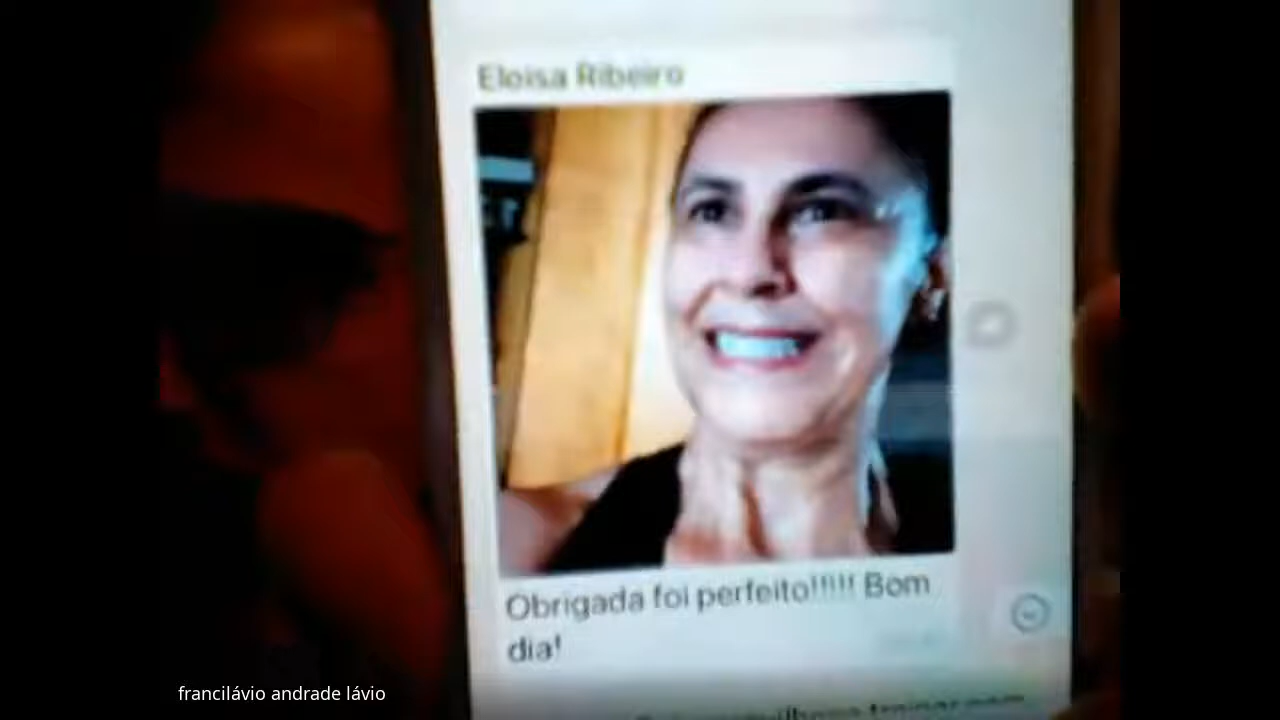 Eloisa Ribeiro
Obrigada foi perfeito!!!!! Bom
dia!
francilávio andrade lávio